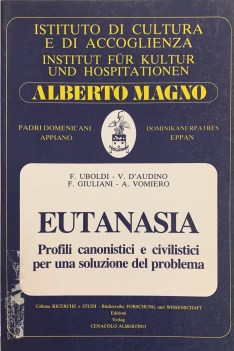 ISTITUTO DI CULTURA
E DI ACCOGLIENZA
INSTITUT FÜR KULTUR
UND HOSPITATIONEN
ALBERTO MAGNO
PADRI DOMENICANI
APPIANO
DOMINIKANERPATRES
EPPAN
F. UBOLDI - V. D'AUDINO
F. GIULIANI - A. VOMIERO
EUTANASIA
Profili canonistici e civilistici
per una soluzione del problema
Collana RICERCHE e STUDI - Buchreihe FORSCHUNG und WISSENSCHAFT
Edizioni
Verlag
CENACOLO ALBERTINO